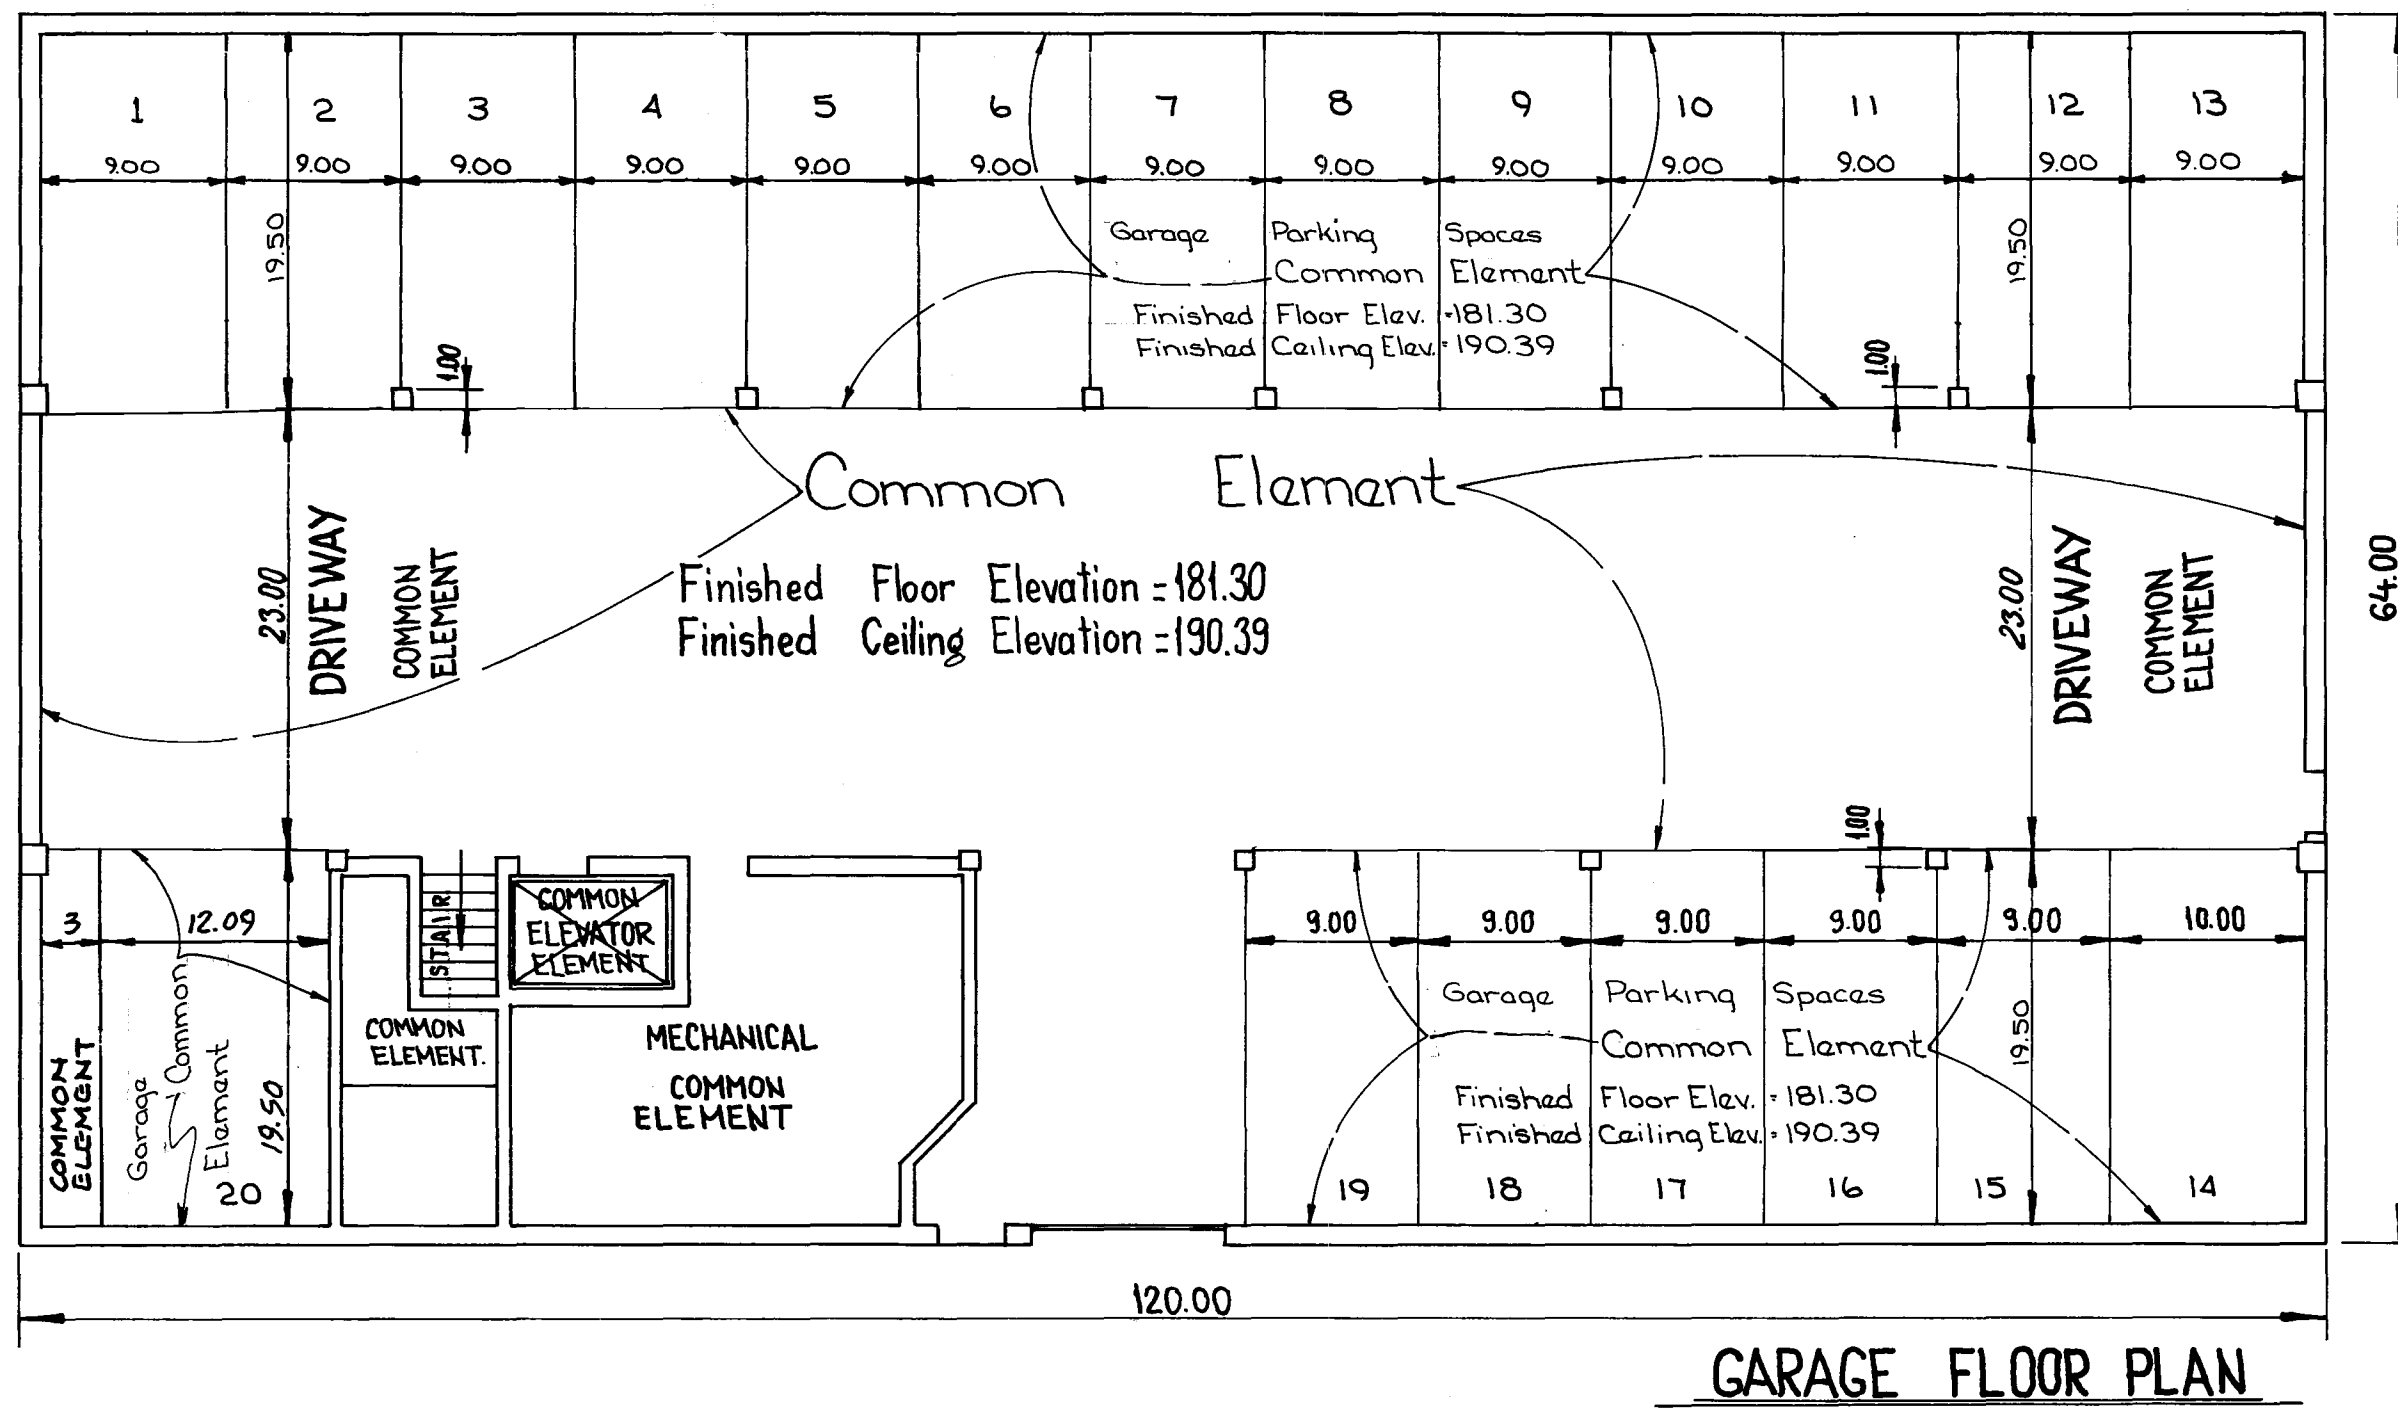 1 2 3 4 5 6 7 8 9 10 11 12 13
9.00 9.00 9.00 9.00 9.00 9.00 9.00 9.00 9.00 9.00 9.00 9.00 9.00
19.50
Garage Parking Spaces
Common Element
Finished Floor Elev. = 181.30
Finished Ceiling Elev. = 190.39
19.50
1.00
1.00
Common Element
Finished Floor Elevation = 181.30
Finished Ceiling Elevation = 190.39
23.00
DRIVEWAY
COMMON
ELEMENT
23.00
DRIVEWAY
COMMON
ELEMENT
64.00
1.00
3 12.09
COMMON
ELEMENT
Garage
Common
Element
20
19.50
STAIR
COMMON
ELEVATOR
ELEMENT
COMMON
ELEMENT.
MECHANICAL
COMMON
ELEMENT
9.00 9.00 9.00 9.00 9.00 10.00
Garage Parking Spaces
Common Element
Finished Floor Elev. = 181.30
Finished Ceiling Elev. = 190.39
19.50
19 18 17 16 15 14
120.00
GARAGE FLOOR PLAN